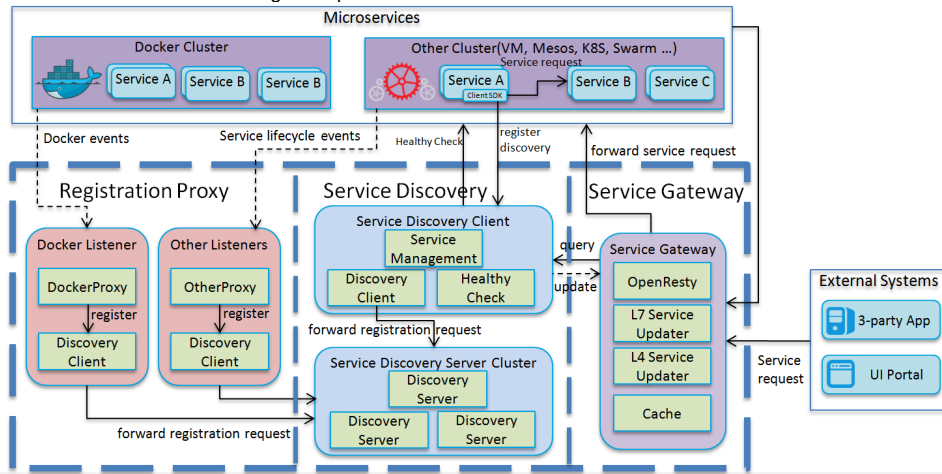 Microservices
Docker Cluster
Service A
Service B
Service B
Other Cluster(VM, Mesos, K8S, Swarm ...)
Service request
Service A
Client SDK
Service B
Service C
Docker events
Service lifecycle events
Healthy Check
register
discovery
forward service request
Registration Proxy
Service Discovery
Service Gateway
Docker Listener
DockerProxy
register
Discovery
Client
Other Listeners
OtherProxy
register
Discovery
Client
Service Discovery Client
Service
Management
Discovery
Client
Healthy
Check
query
update
forward registration request
Service Discovery Server Cluster
Discovery
Server
Discovery
Server
Discovery
Server
forward registration request
Service Gateway
OpenResty
L7 Service
Updater
L4 Service
Updater
Cache
Service
request
External Systems
3-party App
UI Portal